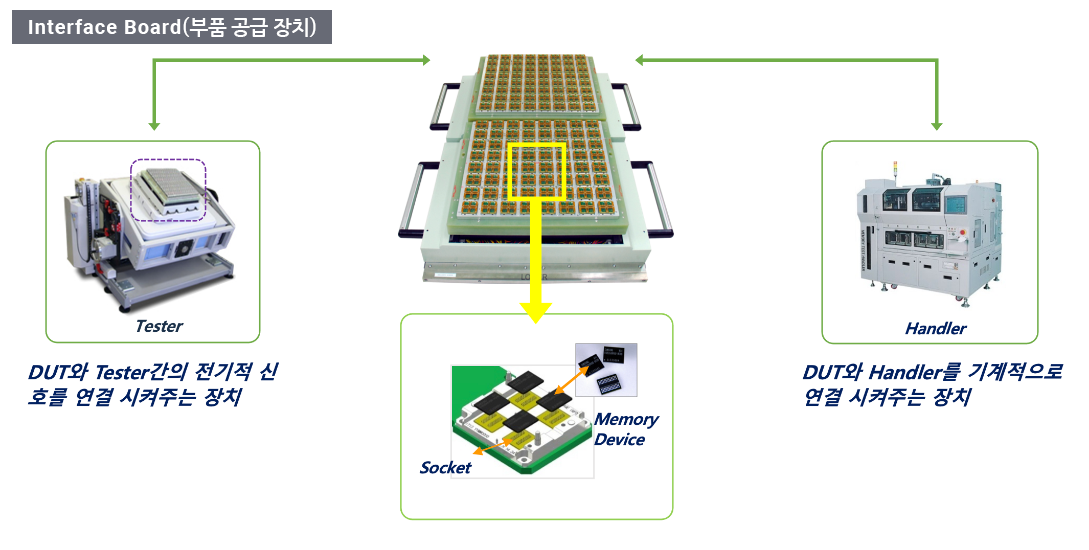 Interface Board(부품 공급 장치)
Tester
Handler
DUT와 Tester간의 전기적 신
호를 연결 시켜주는 장치
DUT와 Handler를 기계적으로
연결 시켜주는 장치
Memory
Device
Socket